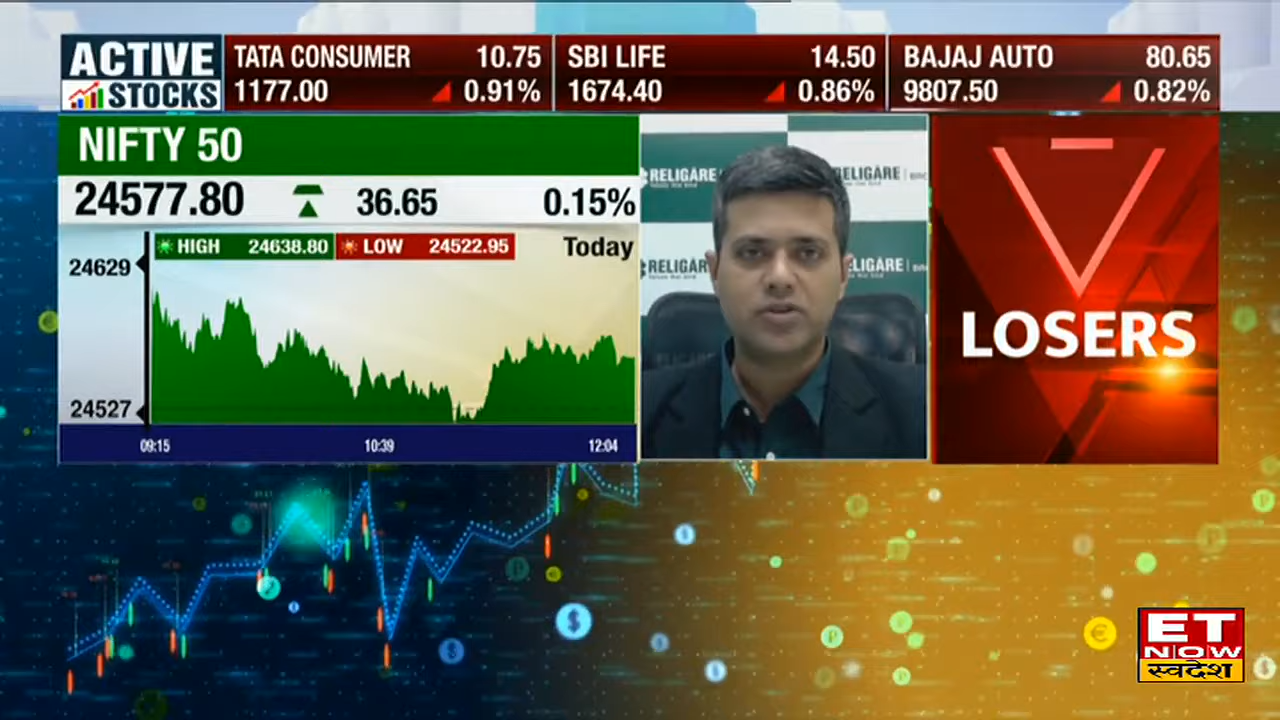 ACTIVE STOCKS
TATA CONSUMER 10.75
1177.00 0.91%
SBI LIFE 14.50
1674.40 0.86%
BAJAJ AUTO 80.65
9807.50 0.82%
NIFTY 50
24577.80 36.65 0.15%
HIGH 24638.80 LOW 24522.95 Today
24629
24527
09:15 10:39 12:04
RELIGARE
RELIGARE
RELIGARE
RELIGARE
RELIGARE
LOSERS
ET
NOW
स्वदेश